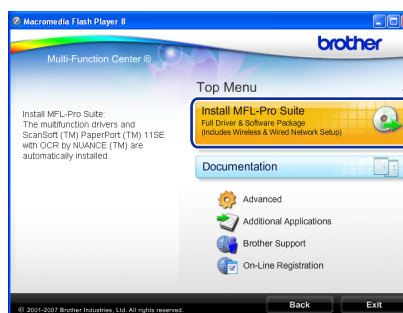 Macromedia Flash Player 8
brother
Multi-Function Center ®
Top Menu
Install MFL-Pro Suite:
The multifunction drivers and
ScanSoft (TM) PaperPort (TM) 11SE
with OCR by NUANCE (TM) are
automatically installed.
Install MFL-Pro Suite
Full Driver & Software Package
(Includes Wireless & Wired Network Setup)
Documentation
Advanced
Additional Applications
Brother Support
On-Line Registration
© 2001-2007 Brother Industries, Ltd. All rights reserved.
Back
Exit